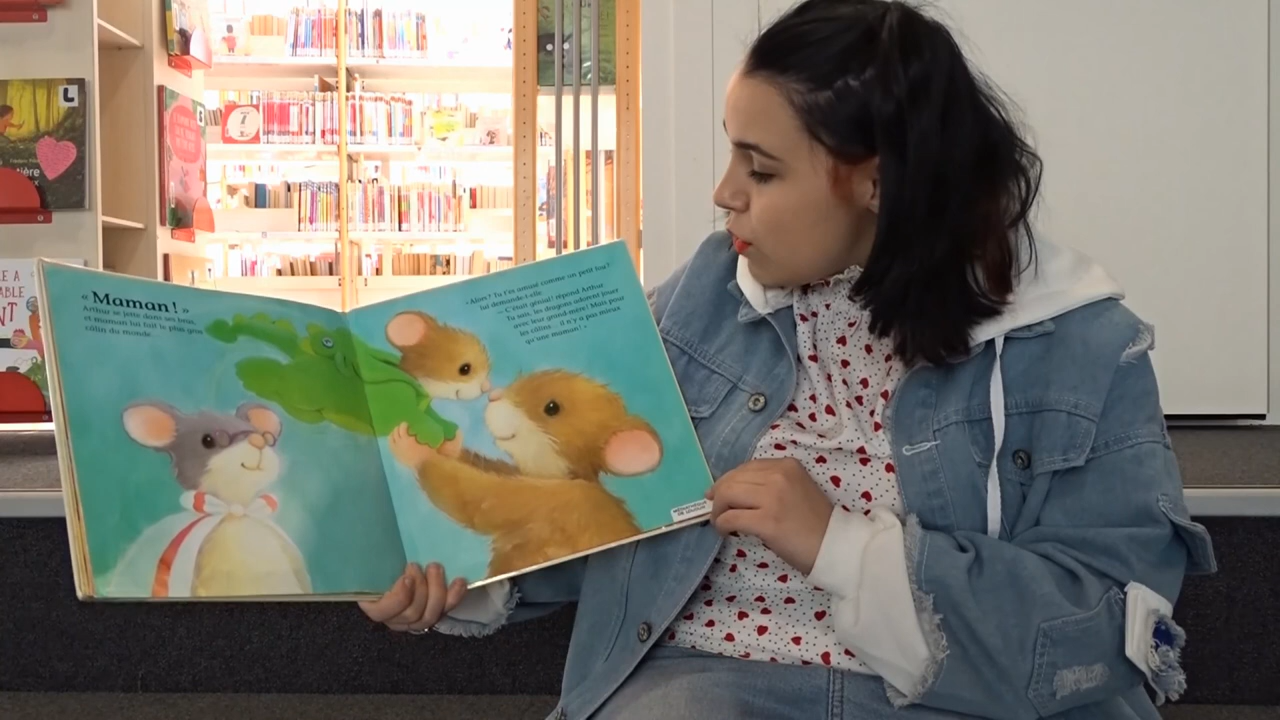 « Maman ! »
Arthur se jette dans ses bras,
et maman lui fait le plus gros
câlin du monde...
« Alors ? Tu t'es amusé comme un petit fou ?
lui demande-t-elle.
— C'était génial ! répond Arthur.
Tu sais, les dragons adorent jouer
avec leur grand-mère ! Mais pour
les câlins... il n'y a pas mieux
qu'une maman ! »
MÉDIATHÈQUE
L